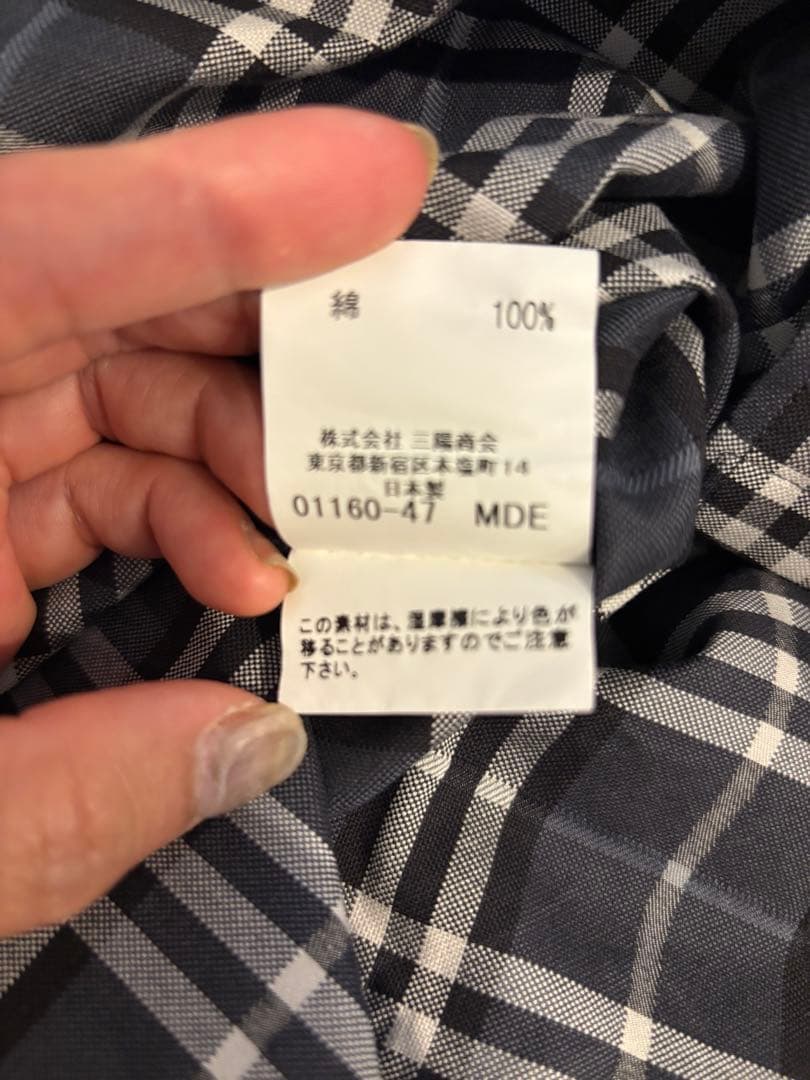 綿 100%
株式会社 三陽商会
東京都新宿区本塩町14
日本製
01160-47 MDE
この素材は、湿摩擦により色が
移ることがありますのでご注意
下さい。